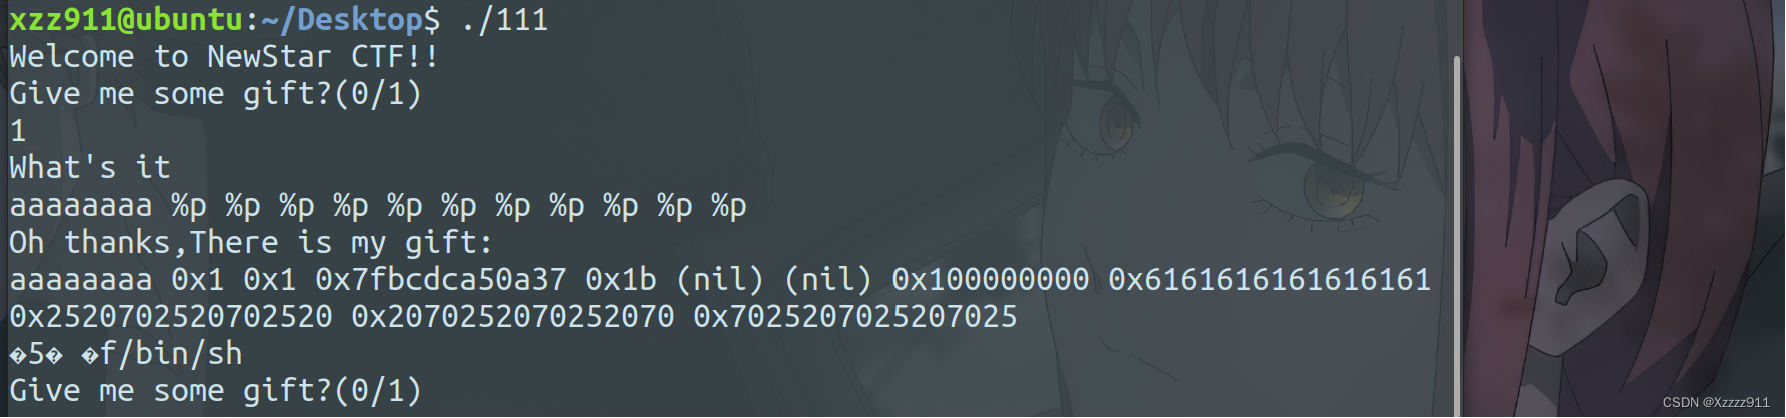 xzz911@ubuntu:~/Desktop$ ./111
Welcome to NewStar CTF!!
Give me some gift?(0/1)
1
What's it
aaaaaaaa %p %p %p %p %p %p %p %p %p %p %p
Oh thanks,There is my gift:
aaaaaaaa 0x1 0x1 0x7fbcdca50a37 0x1b (nil) (nil) 0x100000000 0x6161616161616161
0x2520702520702520 0x2070252070252070 0x7025207025207025
�5� �f/bin/sh
Give me some gift?(0/1)
CSDN @Xzzzz911